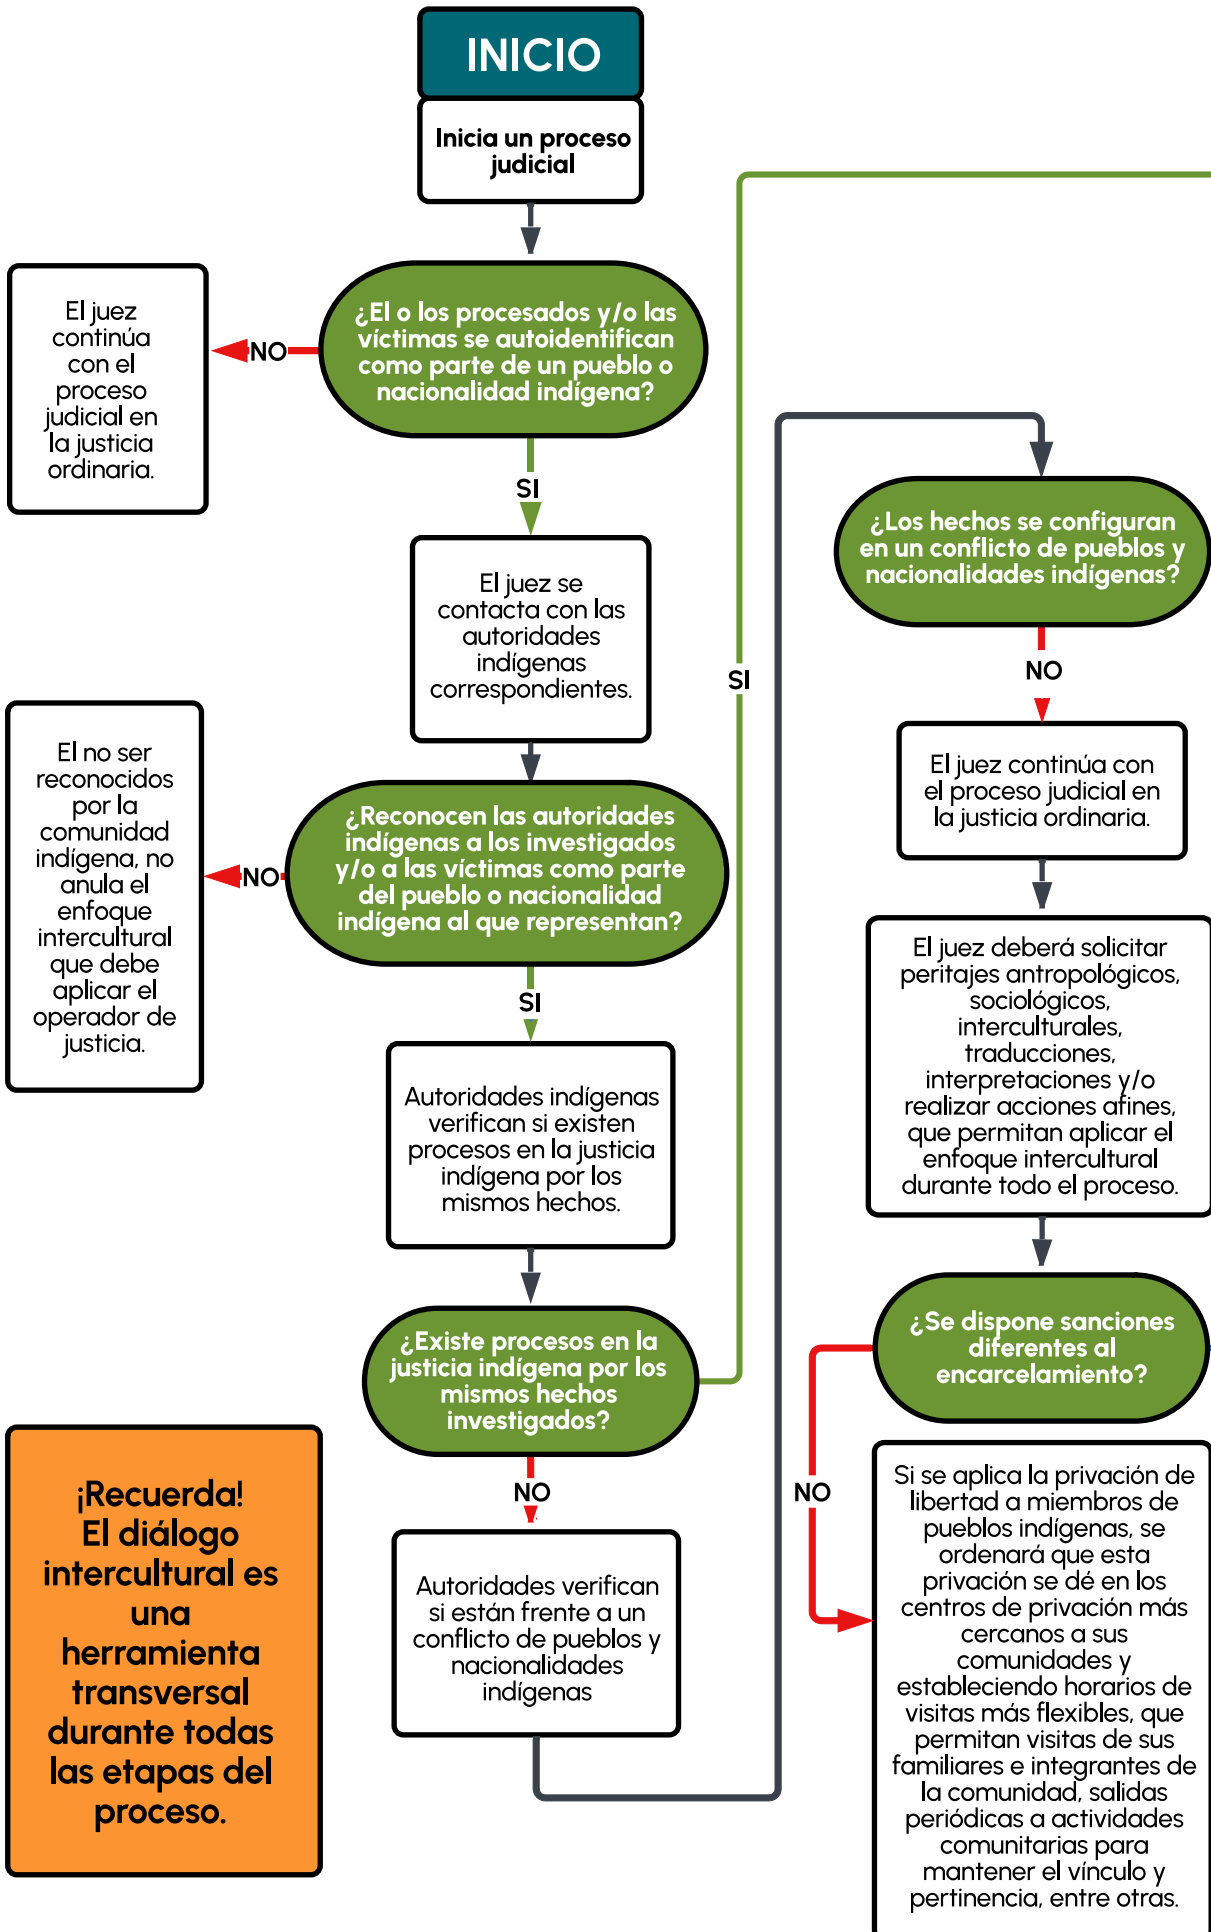 INICIO
Inicia un proceso
judicial
¿El o los procesados y/o las
víctimas se autoidentifican
como parte de un pueblo o
nacionalidad indígena?
NO
El juez
continúa
con el
proceso
judicial en
la justicia
ordinaria.
SI
El juez se
contacta con las
autoridades
indígenas
correspondientes.
¿Reconocen las autoridades
indígenas a los investigados
y/o a las víctimas como parte
del pueblo o nacionalidad
indígena al que representan?
NO
El no ser
reconocidos
por la
comunidad
indígena, no
anula el
enfoque
intercultural
que debe
aplicar el
operador de
justicia.
SI
Autoridades indígenas
verifican si existen
procesos en la justicia
indígena por los
mismos hechos.
¿Existe procesos en la
justicia indígena por los
mismos hechos
investigados?
SI
NO
Autoridades verifican
si están frente a un
conflicto de pueblos y
nacionalidades
indígenas
¿Los hechos se configuran
en un conflicto de pueblos y
nacionalidades indígenas?
NO
El juez continúa con
el proceso judicial en
la justicia ordinaria.
El juez deberá solicitar
peritajes antropológicos,
sociológicos,
interculturales,
traducciones,
interpretaciones y/o
realizar acciones afines,
que permitan aplicar el
enfoque intercultural
durante todo el proceso.
¿Se dispone sanciones
diferentes al
encarcelamiento?
NO
Si se aplica la privación de
libertad a miembros de
pueblos indígenas, se
ordenará que esta
privación se dé en los
centros de privación más
cercanos a sus
comunidades y
estableciendo horarios de
visitas más flexibles, que
permitan visitas de sus
familiares e integrantes de
la comunidad, salidas
periódicas a actividades
comunitarias para
mantener el vínculo y
pertinencia, entre otras.
¡Recuerda!
El diálogo
intercultural es
una
herramienta
transversal
durante todas
las etapas del
proceso.